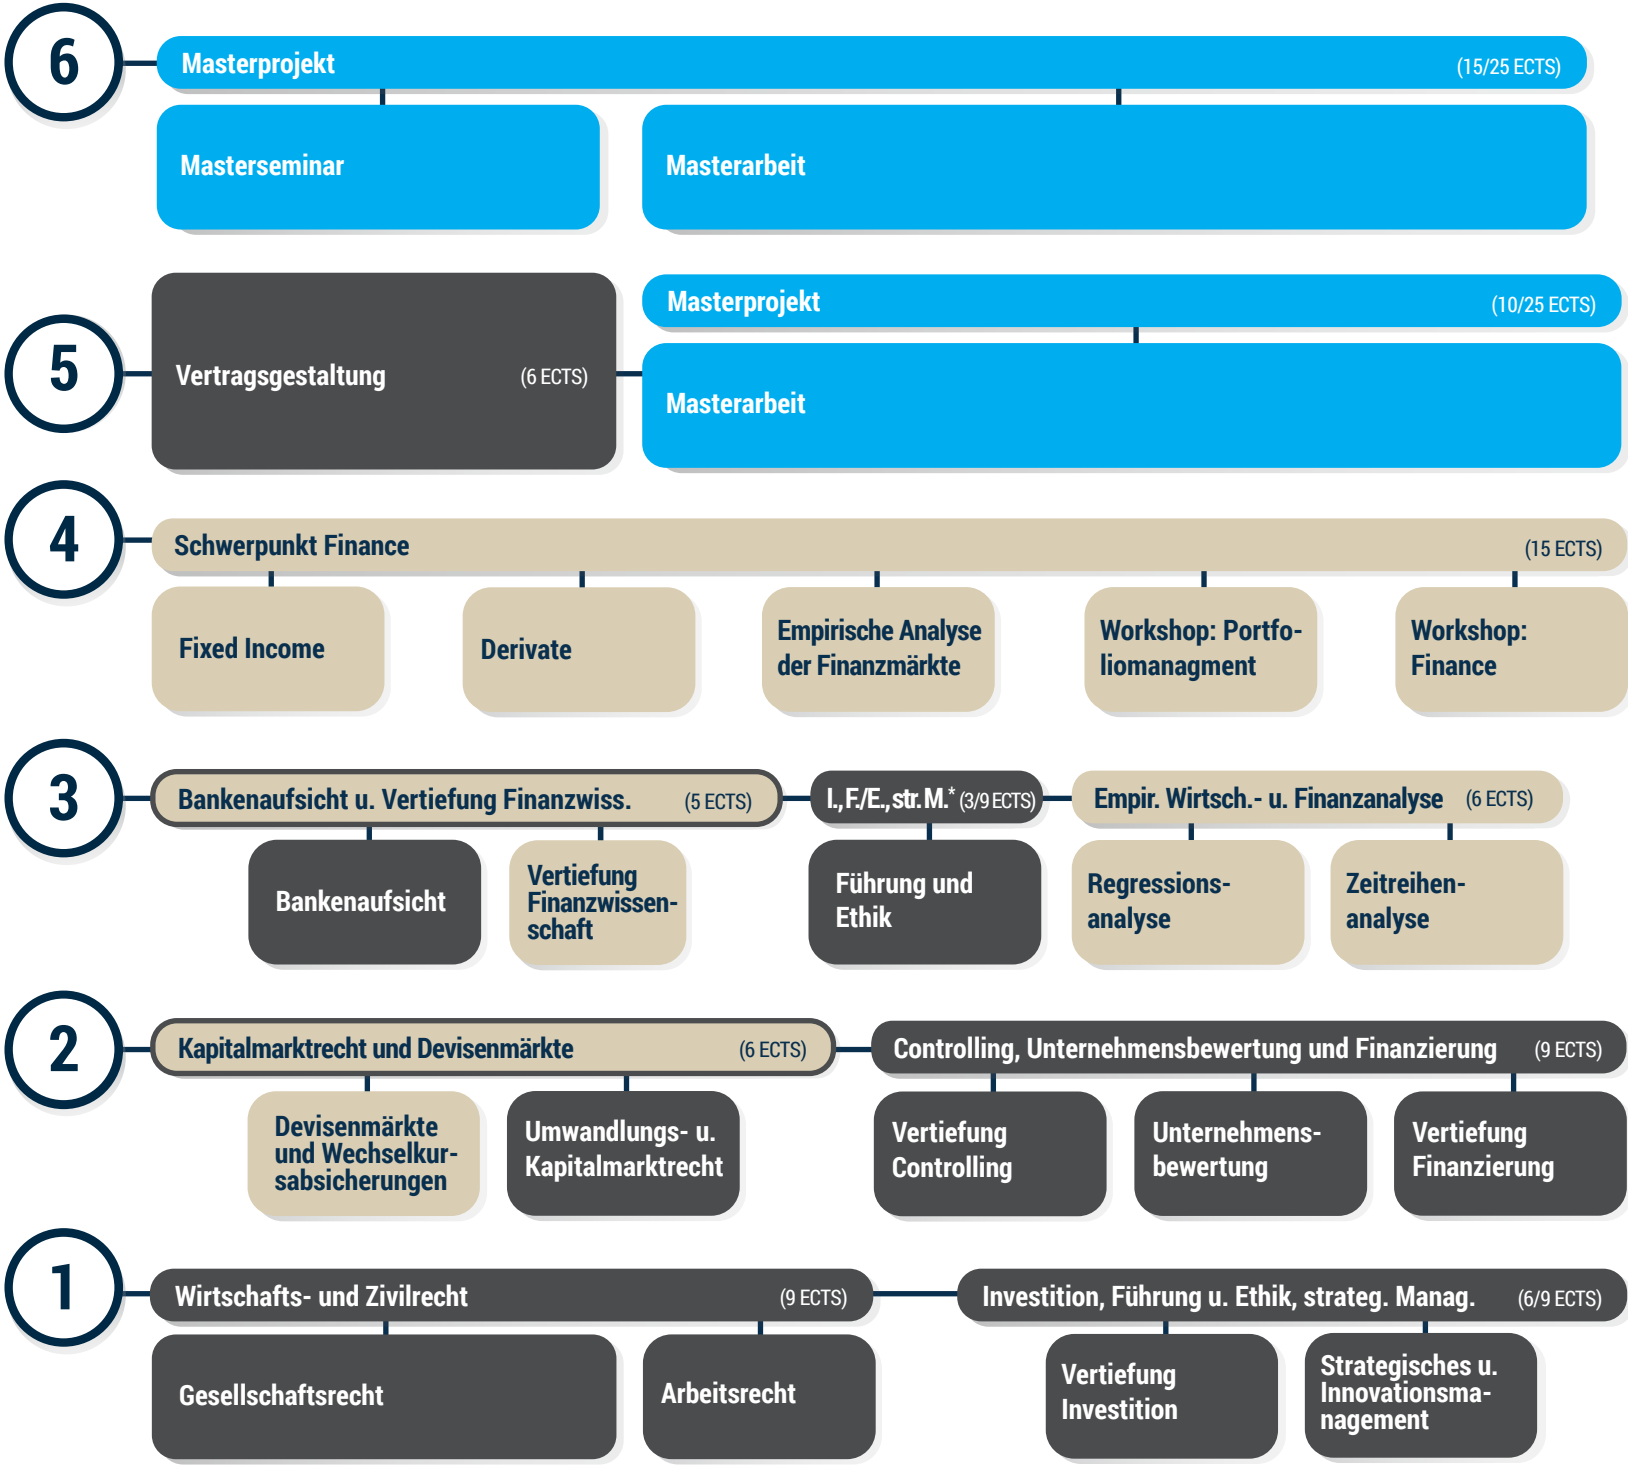 6
Masterprojekt (15/25 ECTS)
Masterseminar
Masterarbeit
5
Vertragsgestaltung (6 ECTS)
Masterprojekt (10/25 ECTS)
Masterarbeit
4
Schwerpunkt Finance (15 ECTS)
Fixed Income
Derivate
Empirische Analyse
der Finanzmärkte
Workshop: Portfo-
liomanagment
Workshop:
Finance
3
Bankenaufsicht u. Vertiefung Finanzwiss. (5 ECTS)
I., F./E., str. M.* (3/9 ECTS)
Empir. Wirtsch.- u. Finanzanalyse (6 ECTS)
Bankenaufsicht
Vertiefung
Finanzwissen-
schaft
Führung und
Ethik
Regressions-
analyse
Zeitreihen-
analyse
2
Kapitalmarktrecht und Devisenmärkte (6 ECTS)
Controlling, Unternehmensbewertung und Finanzierung (9 ECTS)
Devisenmärkte
und Wechselkur-
sabsicherungen
Umwandlungs- u.
Kapitalmarktrecht
Vertiefung
Controlling
Unternehmens-
bewertung
Vertiefung
Finanzierung
1
Wirtschafts- und Zivilrecht (9 ECTS)
Investition, Führung u. Ethik, strateg. Manag. (6/9 ECTS)
Gesellschaftsrecht
Arbeitsrecht
Vertiefung
Investition
Strategisches u.
Innovationsma-
nagement